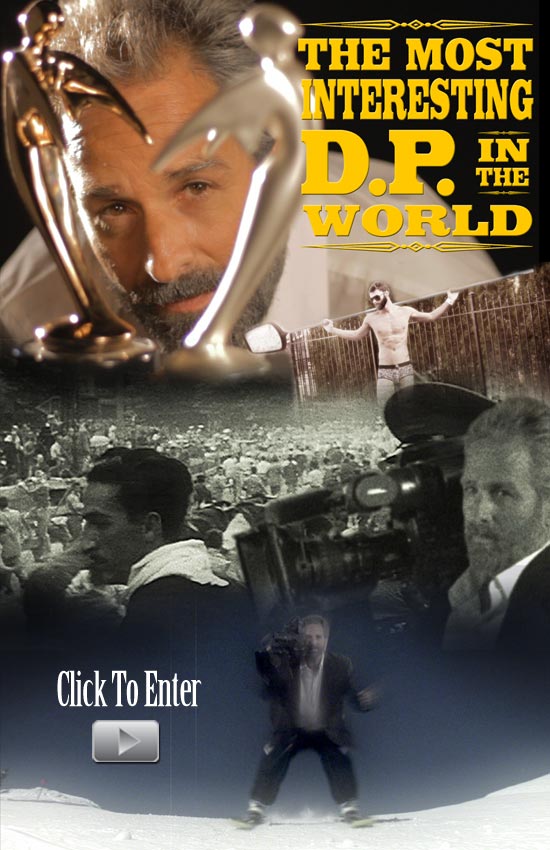 THE MOST
INTERESTING
D.P. IN THE
WORLD
Click To Enter